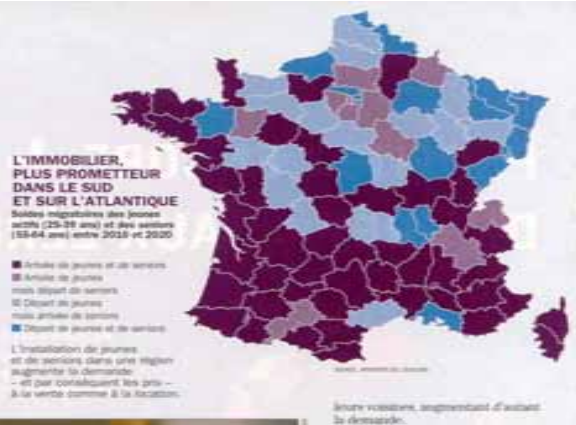 L'IMMOBILIER,
PLUS PROMETTEUR
DANS LE SUD
ET SUR L'ATLANTIQUE
Soldes migratoires des jeunes
actifs (25-39 ans) et des seniors
(55-64 ans) entre 2010 et 2020
Arrivée de jeunes et de seniors
Arrivée de jeunes
mais départ de seniors
Départ de jeunes
mais arrivée de seniors
Départ de jeunes et de seniors
L'installation de jeunes
et de seniors dans une région
augmente la demande
- et par conséquent les prix -
à la vente comme à la location.
leurs voisines, augmentant d'autant
la demande.